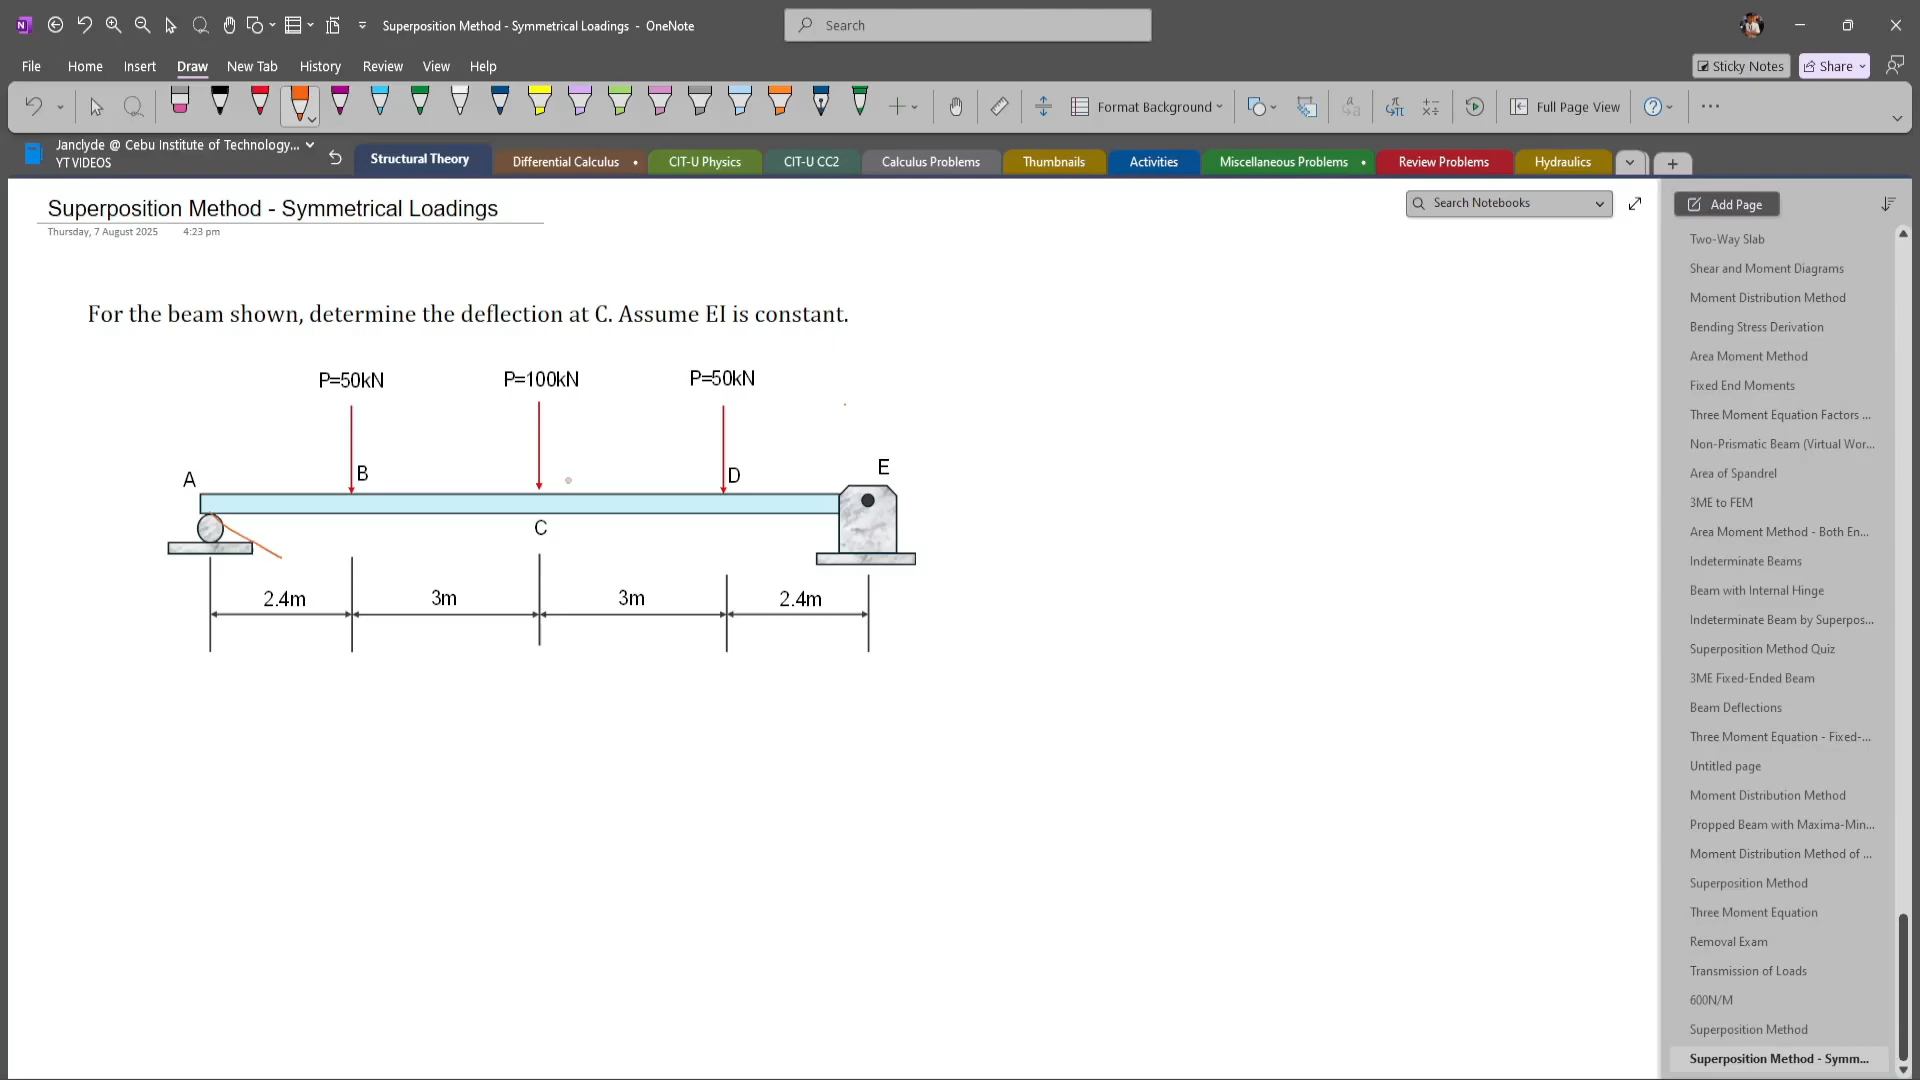 Superposition Method - Symmetrical Loadings - OneNote
Search
File Home Insert Draw New Tab History Review View Help
Sticky Notes Share
Format Background Full Page View
Janclyde @ Cebu Institute of Technology...
YT VIDEOS
Structural Theory Differential Calculus CIT-U Physics CIT-U CC2 Calculus Problems Thumbnails Activities Miscellaneous Problems Review Problems Hydraulics
Superposition Method - Symmetrical Loadings
Thursday, 7 August 2025 4:23 pm
Search Notebooks
Add Page
For the beam shown, determine the deflection at C. Assume EI is constant.
P=50kN P=100kN P=50kN
A B D E
C
2.4m 3m 3m 2.4m
Two-Way Slab
Shear and Moment Diagrams
Moment Distribution Method
Bending Stress Derivation
Area Moment Method
Fixed End Moments
Three Moment Equation Factors ...
Non-Prismatic Beam (Virtual Wor...
Area of Spandrel
3ME to FEM
Area Moment Method - Both En...
Indeterminate Beams
Beam with Internal Hinge
Indeterminate Beam by Superpos...
Superposition Method Quiz
3ME Fixed-Ended Beam
Beam Deflections
Three Moment Equation - Fixed-...
Untitled page
Moment Distribution Method
Propped Beam with Maxima-Min...
Moment Distribution Method of ...
Superposition Method
Three Moment Equation
Removal Exam
Transmission of Loads
600N/M
Superposition Method
Superposition Method - Symm...